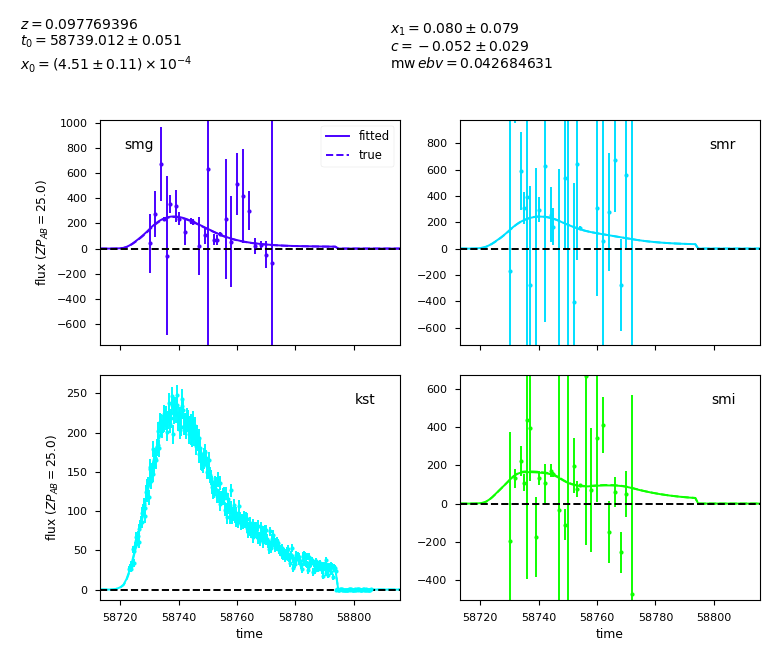 z = 0.097769396
t₀ = 58739.012 ± 0.051
x₀ = (4.51 ± 0.11) × 10⁻⁴
x₁ = 0.080 ± 0.079
c = −0.052 ± 0.029
mw ebv = 0.042684631
smg
fitted
true
1000
800
600
400
200
0
−200
−400
−600
flux (ZP_AB = 25.0)
smr
800
600
400
200
0
−200
−400
−600
kst
250
200
150
100
50
0
flux (ZP_AB = 25.0)
58720 58740 58760 58780 58800
time
smi
600
400
200
0
−200
−400
58720 58740 58760 58780 58800
time